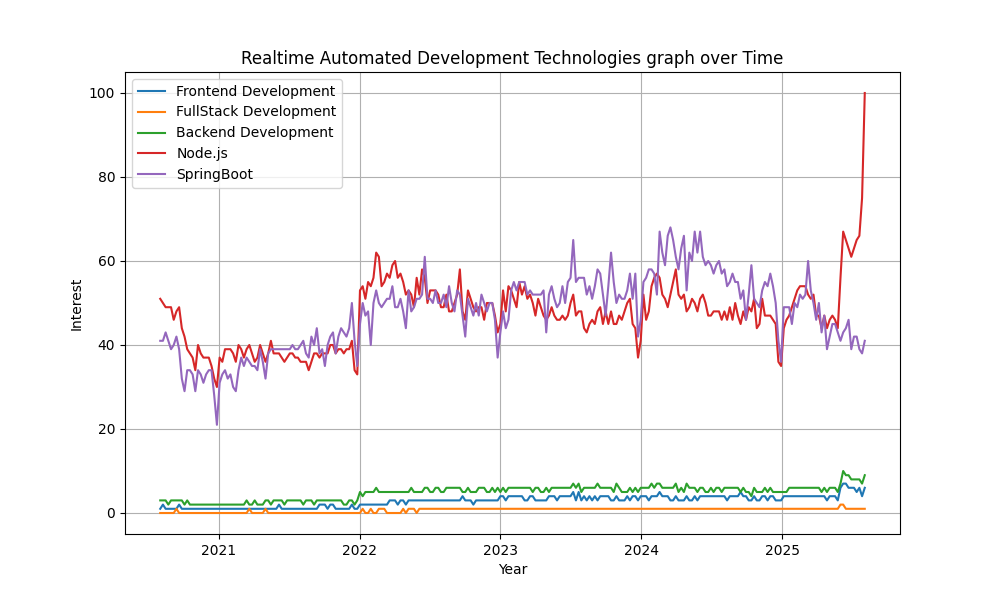 Realtime Automated Development Technologies graph over Time
Frontend Development
FullStack Development
Backend Development
Node.js
SpringBoot
100
80
60
40
20
0
Interest
2021 2022 2023 2024 2025
Year